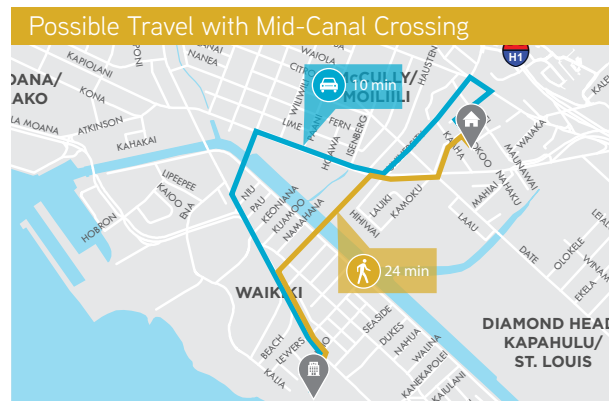 Possible Travel with Mid-Canal Crossing
KAPIOLANI
NANEA
WAIOLA
CITRON
HAUSTEN
H1
KONA
WILIWILI
McCULLY/
MOILIILI
10 min
ATKINSON
LIME
PAANI
FERN
LA MOANA
KAHAKAI
HOAWA
ISENBERG
WAIAKA
MAUNAWAI
NAHAKU
MAHIAI
LIPEEPEE
KAIOO
ENA
NIU
PAU
KEONIANA
KUAMOO
NAMAHANA
LAUIKI
KAMOKU
HIHIWAI
LAAU
HOBRON
DATE
OLOKELE
WINAM
EKELA
LEIAL
24 min
WAIKIKI
SEASIDE
DUKES
NAHUA
WALINA
KANEKAPOLEI
KAIULANI
BEACH
LEWERS
KALIA
DIAMOND HEAD
KAPAHULU/
ST. LOUIS